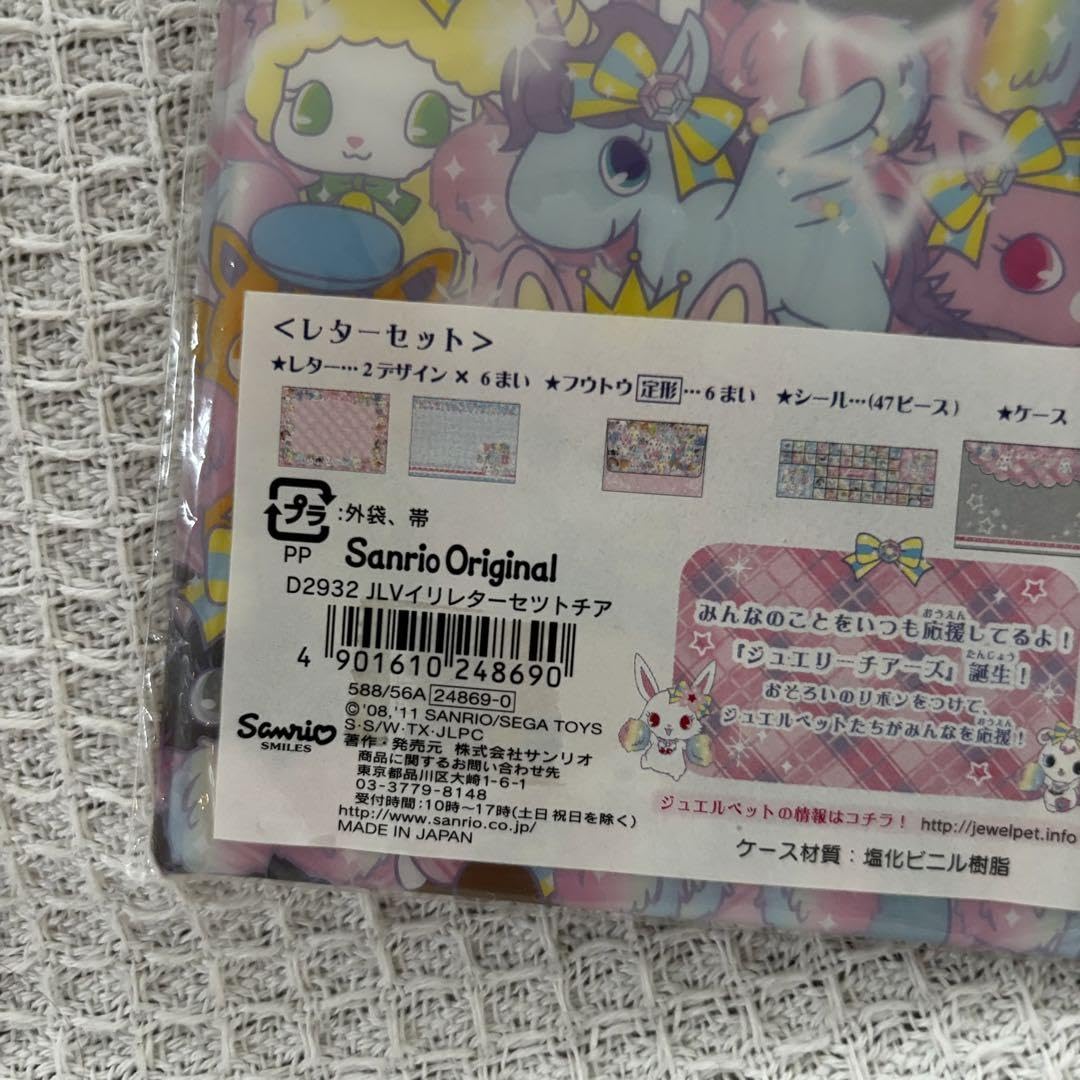 <レターセット>
★レター…2デザイン×6まい ★フウトウ定形…6まい ★シール…(47ピース) ★ケース
プラ:外袋、帯
PP
Sanrio Original
D2932 JLVイリレターセツトチア
4 901610 248690
588/56A 24869-0
©'08,'11 SANRIO/SEGA TOYS
S・S/W・TX・JLPC
Sanrio
SMILES
著作・発売元 株式会社サンリオ
商品に関するお問い合わせ先
東京都品川区大崎1-6-1
03-3779-8148
受付時間:10時〜17時(土日祝日を除く)
http://www.sanrio.co.jp/
MADE IN JAPAN
みんなのことをいつも応援してるよ!
おうえん
『ジュエリーチアーズ』誕生!
たんじょう
おそろいのリボンをつけて、
ジュエルペットたちがみんなを応援!
おうえん
ジュエルペットの情報はコチラ! http://jewelpet.info
ケース材質:塩化ビニル樹脂